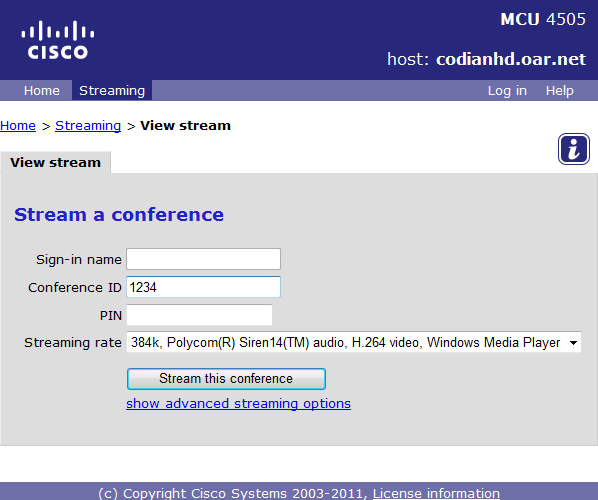 MCU 4505
CISCO
host: codianhd.oar.net
Home Streaming Log in Help
Home > Streaming > View stream
i
View stream
Stream a conference
Sign-in name
Conference ID 1234
PIN
Streaming rate 384k, Polycom(R) Siren14(TM) audio, H.264 video, Windows Media Player
Stream this conference
show advanced streaming options
(c) Copyright Cisco Systems 2003-2011, License information